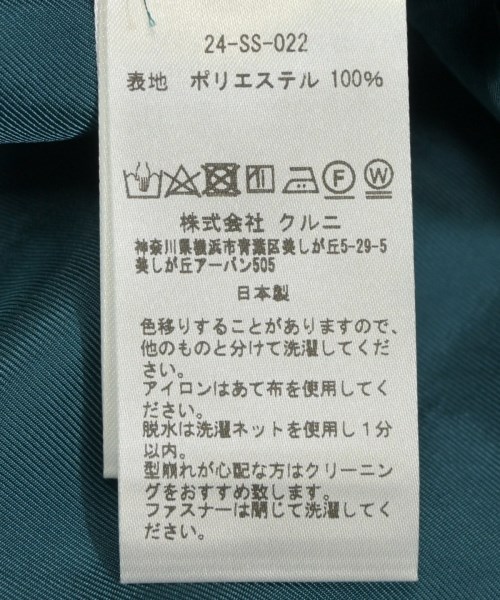 24-SS-022
表地 ポリエステル 100%
F W
株式会社 クルニ
神奈川県横浜市青葉区美しが丘5-29-5
美しが丘アーバン505
日本製
色移りすることがありますので、
他のものと分けて洗濯してくだ
さい。
アイロンはあて布を使用してく
ださい。
脱水は洗濯ネットを使用し1分
以内。
型崩れが心配な方はクリーニン
グをおすすめ致します。
ファスナーは閉じて洗濯してく
ださい。